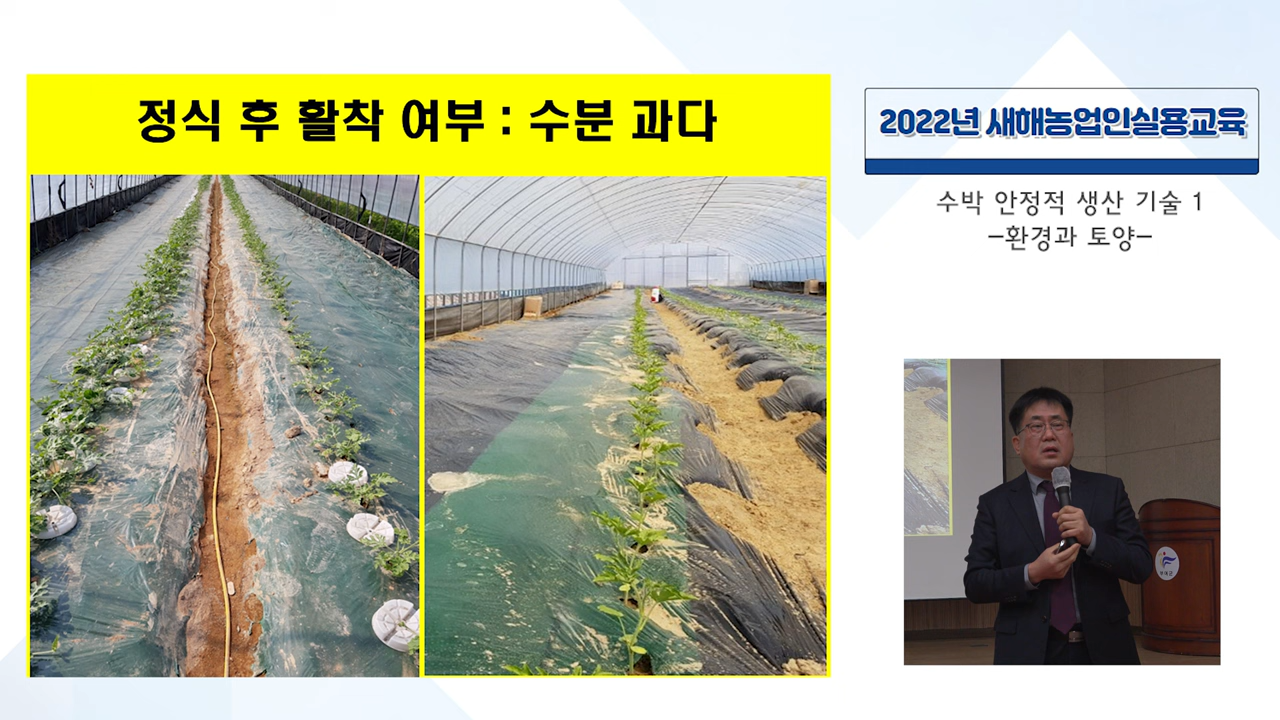 정식 후 활착 여부 : 수분 과다
2022년 새해농업인실용교육
수박 안정적 생산 기술 1
-환경과 토양-